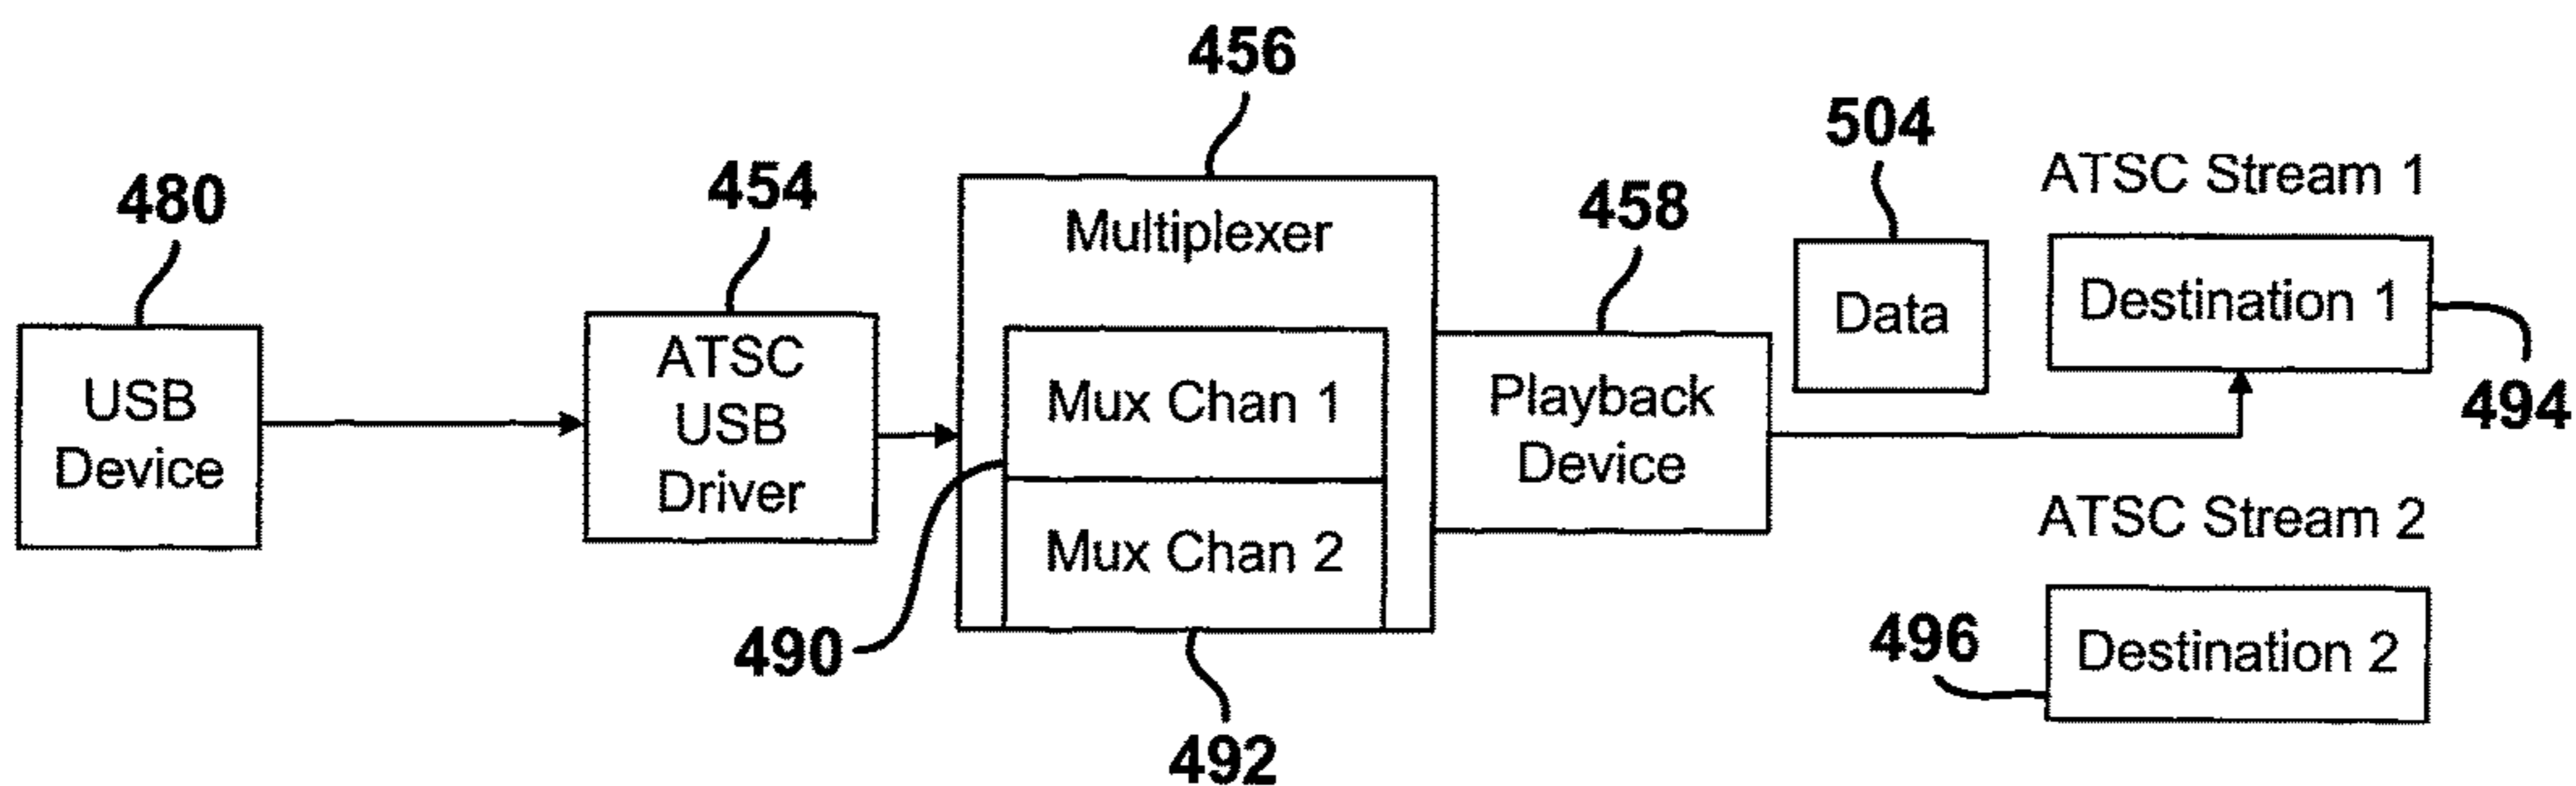 456
504
ATSC Stream 1
480
454
458
Multiplexer
Data
Destination 1
494
USB
Device
ATSC
USB
Driver
Mux Chan 1
Mux Chan 2
Playback
Device
ATSC Stream 2
490
492
496
Destination 2